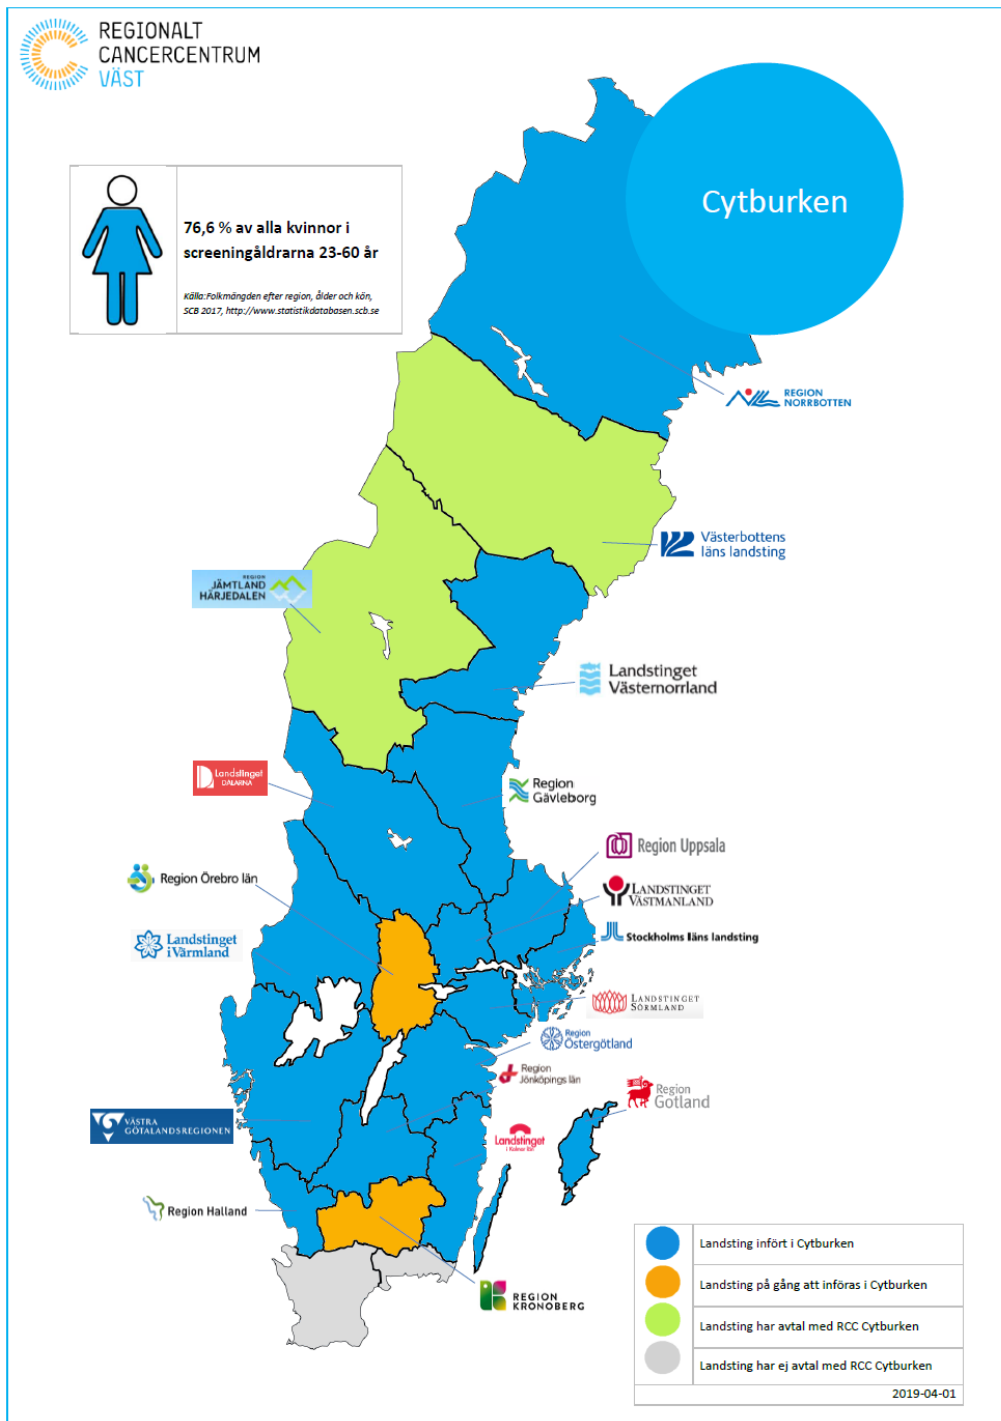 REGIONALT
CANCERCENTRUM
VÄST
Cytburken
76,6 % av alla kvinnor i
screeningåldrarna 23-60 år
Källa:Folkmängden efter region, ålder och kön,
SCB 2017, http://www.statistikdatabasen.scb.se
REGION
NORRBOTTEN
Västerbottens
läns landsting
REGION
JÄMTLAND
HÄRJEDALEN
Landstinget
Västernorrland
Landstinget
DALARNA
Region
Gävleborg
Region Uppsala
Region Örebro län
LANDSTINGET
VÄSTMANLAND
Landstinget
i Värmland
Stockholms läns landsting
LANDSTINGET
SÖRMLAND
Region
Östergötland
Region
Jönköpings län
Region
Gotland
VÄSTRA
GÖTALANDSREGIONEN
Landstinget
i Kalmar län
Region Halland
REGION
KRONOBERG
Landsting infört i Cytburken
Landsting på gång att införas i Cytburken
Landsting har avtal med RCC Cytburken
Landsting har ej avtal med RCC Cytburken
2019-04-01